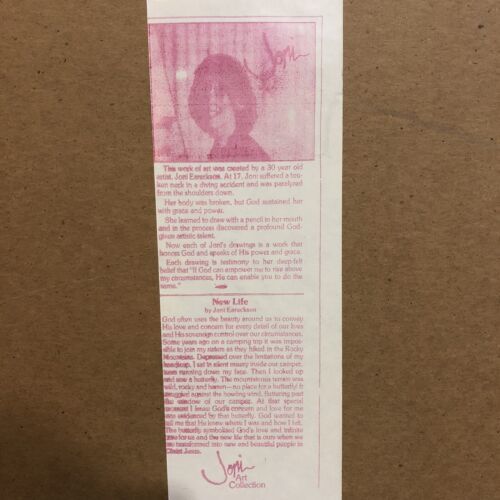 Joni
This work of art was created by a 30 year old
artist, Joni Eareckson. At 17, Joni suffered a bro-
ken neck in a diving accident and was paralyzed
from the shoulders down.
Her body was broken, but God sustained her
with grace and power.
She learned to draw with a pencil in her mouth
and in the process discovered a profound God-
given artistic talent.
Now each of Joni's drawings is a work that
honors God and speaks of His power and grace.
Each drawing is testimony to her deep-felt
belief that "If God can empower me to rise above
my circumstances, He can enable you to do the
same."
New Life
by Joni Eareckson
God often uses the beauty around us to convey
His love and concern for every detail of our lives
and His sovereign control over our circumstances.
Some years ago on a camping trip it was impos-
sible to join my sisters as they hiked in the Rocky
Mountains. Depressed over the limitations of my
handicap, I sat in silent misery inside our camper,
tears running down my face. Then I looked up
and saw a butterfly. The mountainous terrain was
wild, rocky and barren—no place for a butterfly. It
struggled against the howling wind, fluttering past
the window of our camper. At that special
moment I knew God's concern and love for me
was evidenced by that butterfly. God wanted to
tell me that He knew where I was and how I felt.
The butterfly symbolized God's love and infinite
care for us and the new life that is ours when we
are transformed into new and beautiful people in
Christ Jesus.
Joni
Art
Collection